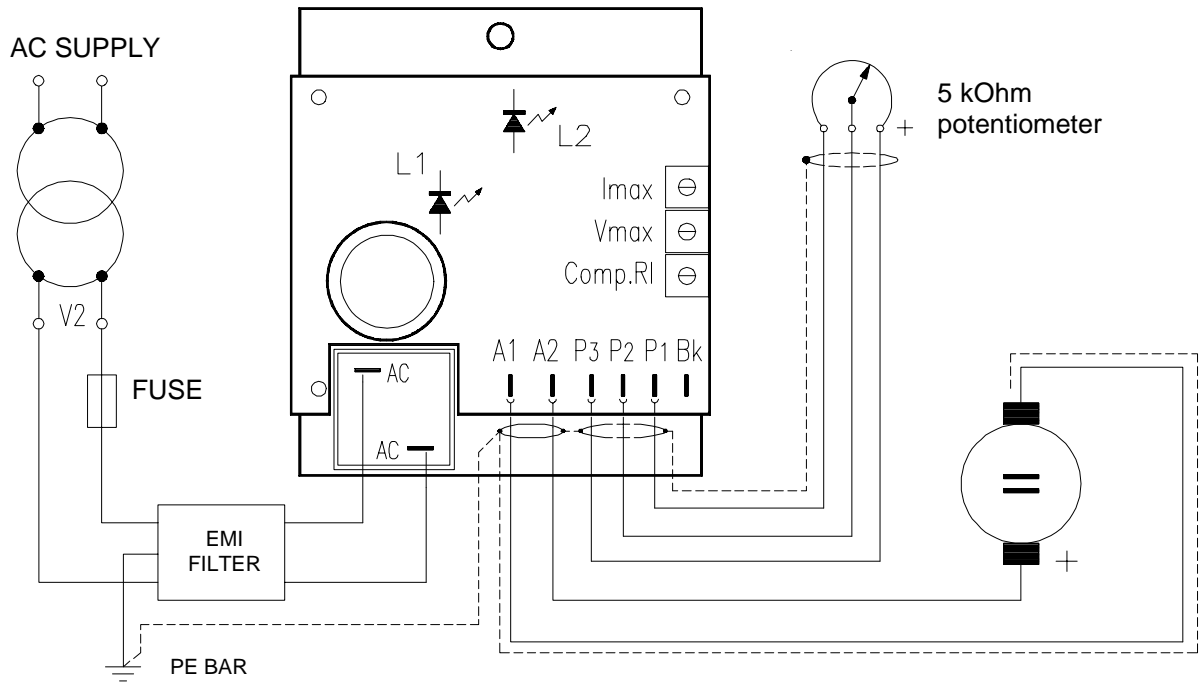 AC SUPPLY
V2
FUSE
EMI
FILTER
PE BAR
L1
L2
Imax
Vmax
Comp.RI
A1 A2 P3 P2 P1 Bk
AC
AC
5 kOhm
potentiometer
+
=
+